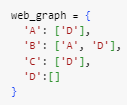 web_graph = {
  'A': ['D'],
  'B': ['A', 'D'],
  'C': ['D'],
  'D':[]
}